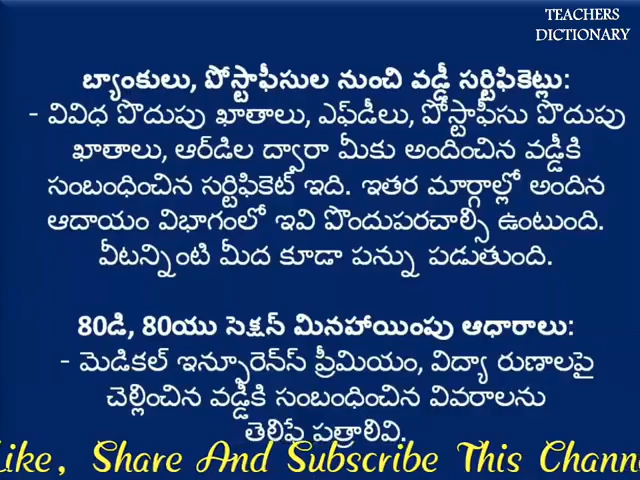 TEACHERS
DICTIONARY
బ్యాంకులు, పోస్టాఫీసుల నుంచి వడ్డీ సర్టిఫికెట్లు:
- వివిధ పొదుపు ఖాతాలు, ఎఫ్‌డీలు, పోస్టాఫీసు పొదుపు
ఖాతాలు, ఆర్‌డిల ద్వారా మీకు అందించిన వడ్డీకి
సంబంధించిన సర్టిఫికెట్ ఇది. ఇతర మార్గాల్లో అందిన
ఆదాయం విభాగంలో ఇవి పొందుపరచాల్సి ఉంటుంది.
వీటన్నింటి మీద కూడా పన్ను పడుతుంది.
80డి, 80యు సెక్షన్ మినహాయింపు ఆధారాలు:
- మెడికల్ ఇన్సూరెన్స్ ప్రీమియం, విద్యా రుణాలపై
చెల్లించిన వడ్డీకి సంబంధించిన వివరాలను
తెలిపే పత్రాలివి.
Like, Share And Subscribe This Chann